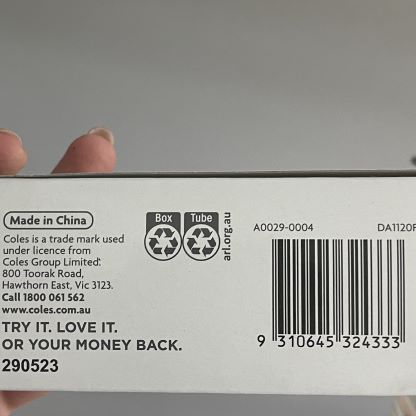 Made in China
Coles is a trade mark used
under licence from
Coles Group Limited.
800 Toorak Road,
Hawthorn East, Vic 3123.
Call 1800 061 562
www.coles.com.au
TRY IT. LOVE IT.
OR YOUR MONEY BACK.
290523
Box
Tube
arl.org.au
A0029-0004
DA1120F
9 310645 324333